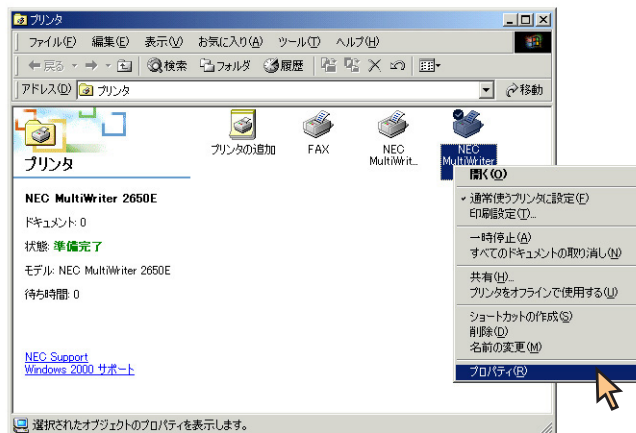 プリンタ
ファイル(F) 編集(E) 表示(V) お気に入り(A) ツール(T) ヘルプ(H)
戻る 検索 フォルダ 履歴
アドレス(D) プリンタ 移動
プリンタ
プリンタの追加 FAX NEC MultiWrit... NEC MultiWriter
NEC MultiWriter 2650E
ドキュメント: 0
状態: 準備完了
モデル: NEC MultiWriter 2650E
待ち時間: 0
NEC Support
Windows 2000 サポート
開く(O)
通常使うプリンタに設定(F)
印刷設定(T)...
一時停止(A)
すべてのドキュメントの取り消し(N)
共有(H)...
プリンタをオフラインで使用する(U)
ショートカットの作成(S)
削除(D)
名前の変更(M)
プロパティ(R)
選択されたオブジェクトのプロパティを表示します。